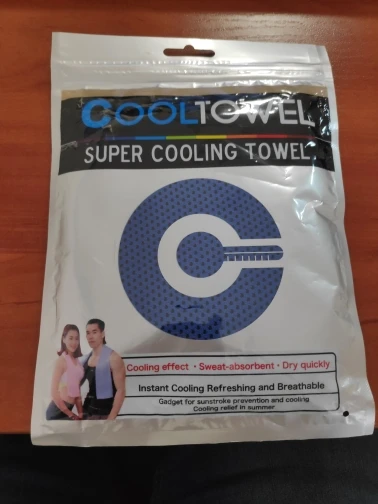 COOLTOWEL
SUPER COOLING TOWEL
Cooling effect · Sweat-absorbent · Dry quickly
Instant Cooling Refreshing and Breathable
Gadget for sunstroke prevention and cooling
Cooling relief in summer